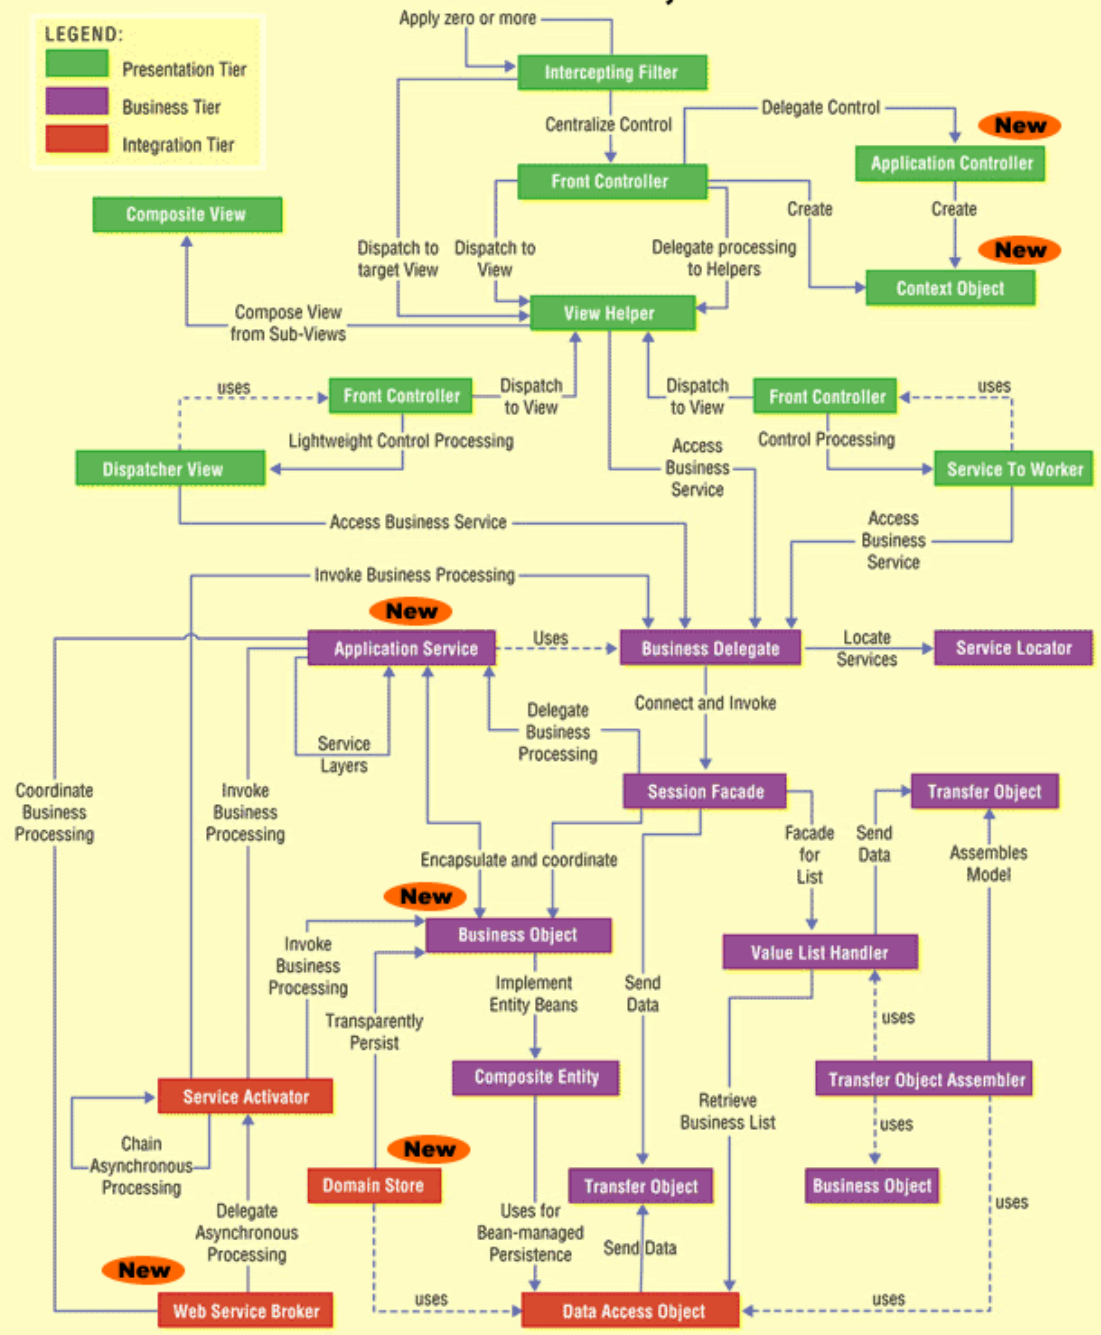 Apply zero or more
LEGEND:
Presentation Tier
Business Tier
Integration Tier
Intercepting Filter
Centralize Control
Delegate Control
New
Application Controller
Front Controller
Create
Create
New
Context Object
Composite View
Dispatch to
target View
Dispatch to
View
Delegate processing
to Helpers
View Helper
Compose View
from Sub-Views
uses
Front Controller
Dispatch
to View
Dispatch
to View
Front Controller
uses
Lightweight Control Processing
Control Processing
Dispatcher View
Access
Business
Service
Service To Worker
Access Business Service
Access
Business
Service
Invoke Business Processing
New
Application Service
Uses
Business Delegate
Locate
Services
Service Locator
Connect and Invoke
Delegate
Business
Processing
Service
Layers
Coordinate
Business
Processing
Invoke
Business
Processing
Session Facade
Transfer Object
Facade
for
List
Send
Data
Assembles
Model
Encapsulate and coordinate
New
Business Object
Value List Handler
Invoke
Business
Processing
Implement
Entity Beans
Send
Data
Transparently
Persist
uses
Composite Entity
Transfer Object Assembler
Service Activator
Retrieve
Business List
uses
Chain
Asynchronous
Processing
New
Domain Store
Transfer Object
Business Object
Delegate
Asynchronous
Processing
Uses for
Bean-managed
Persistence
Send Data
uses
New
Web Service Broker
uses
Data Access Object
uses